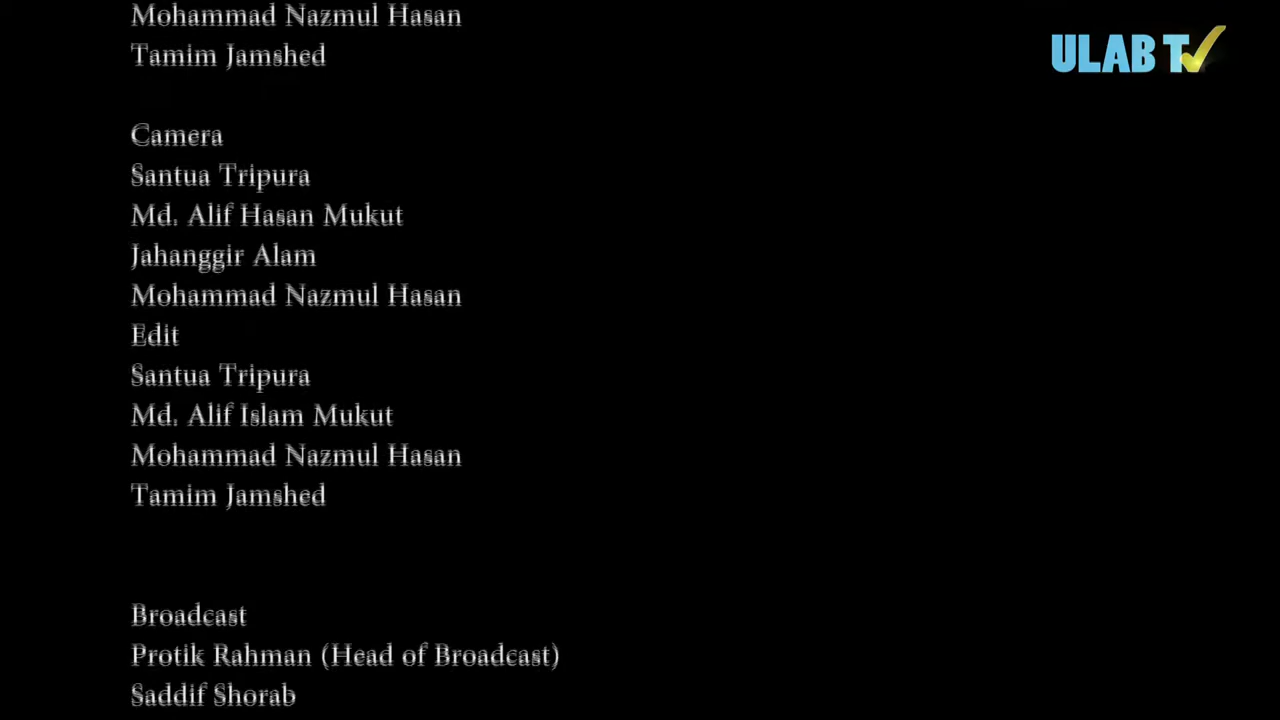 Mohammad Nazmul Hasan
Tamim Jamshed
ULAB TV
Camera
Santua Tripura
Md. Alif Hasan Mukut
Jahanggir Alam
Mohammad Nazmul Hasan
Edit
Santua Tripura
Md. Alif Islam Mukut
Mohammad Nazmul Hasan
Tamim Jamshed
Broadcast
Protik Rahman (Head of Broadcast)
Saddif Shorab